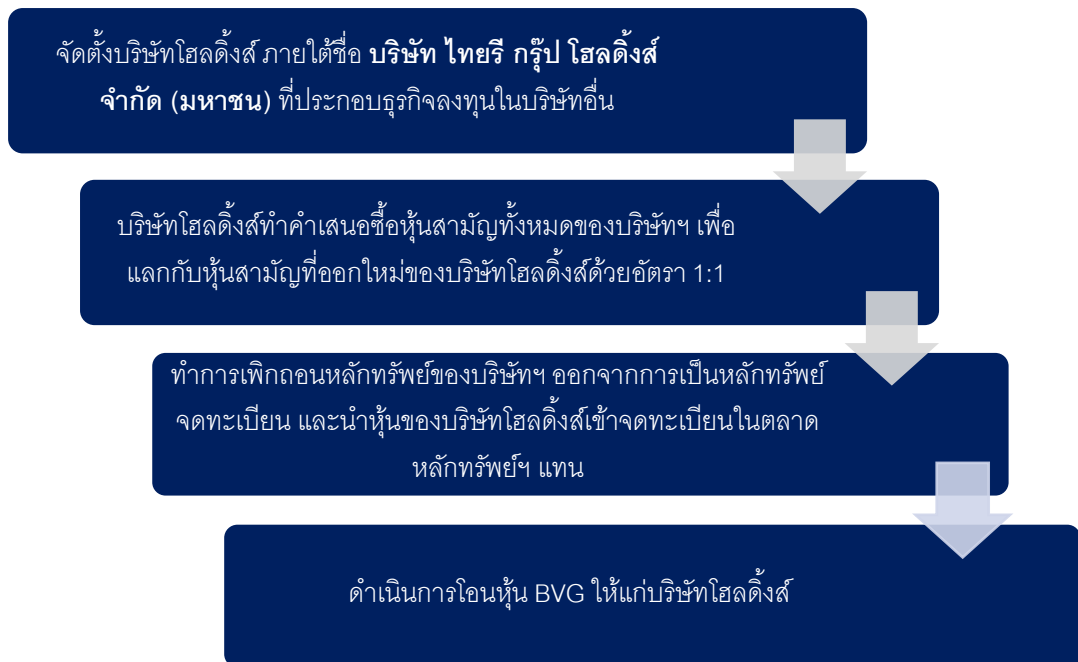 จัดตั้งบริษัทโฮลดิ้งส์ ภายใต้ชื่อ บริษัท ไทยรี กรุ๊ป โฮลดิ้งส์
จำกัด (มหาชน) ที่ประกอบธุรกิจลงทุนในบริษัทอื่น
บริษัทโฮลดิ้งส์ทำคำเสนอซื้อหุ้นสามัญทั้งหมดของบริษัทฯ เพื่อ
แลกกับหุ้นสามัญที่ออกใหม่ของบริษัทโฮลดิ้งส์ด้วยอัตรา 1:1
ทำการเพิกถอนหลักทรัพย์ของบริษัทฯ ออกจากการเป็นหลักทรัพย์
จดทะเบียน และนำหุ้นของบริษัทโฮลดิ้งส์เข้าจดทะเบียนในตลาด
หลักทรัพย์ฯ แทน
ดำเนินการโอนหุ้น BVG ให้แก่บริษัทโฮลดิ้งส์